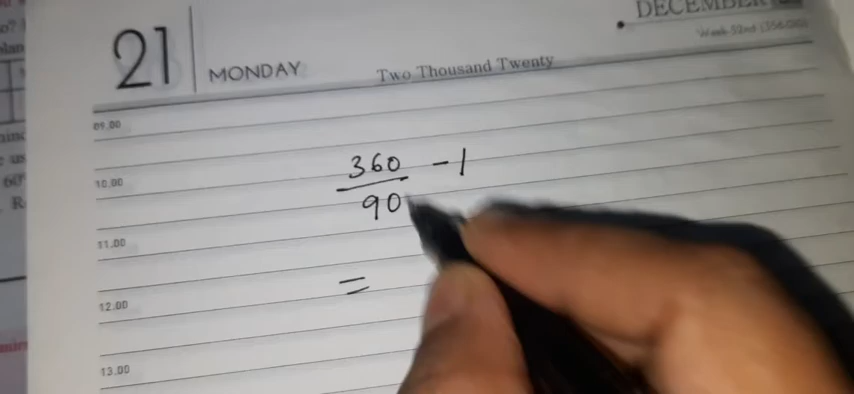 DECEMBER
21 MONDAY Two Thousand Twenty
09.00
360
— - 1
90
10.00
11.00
=
12.00
13.00